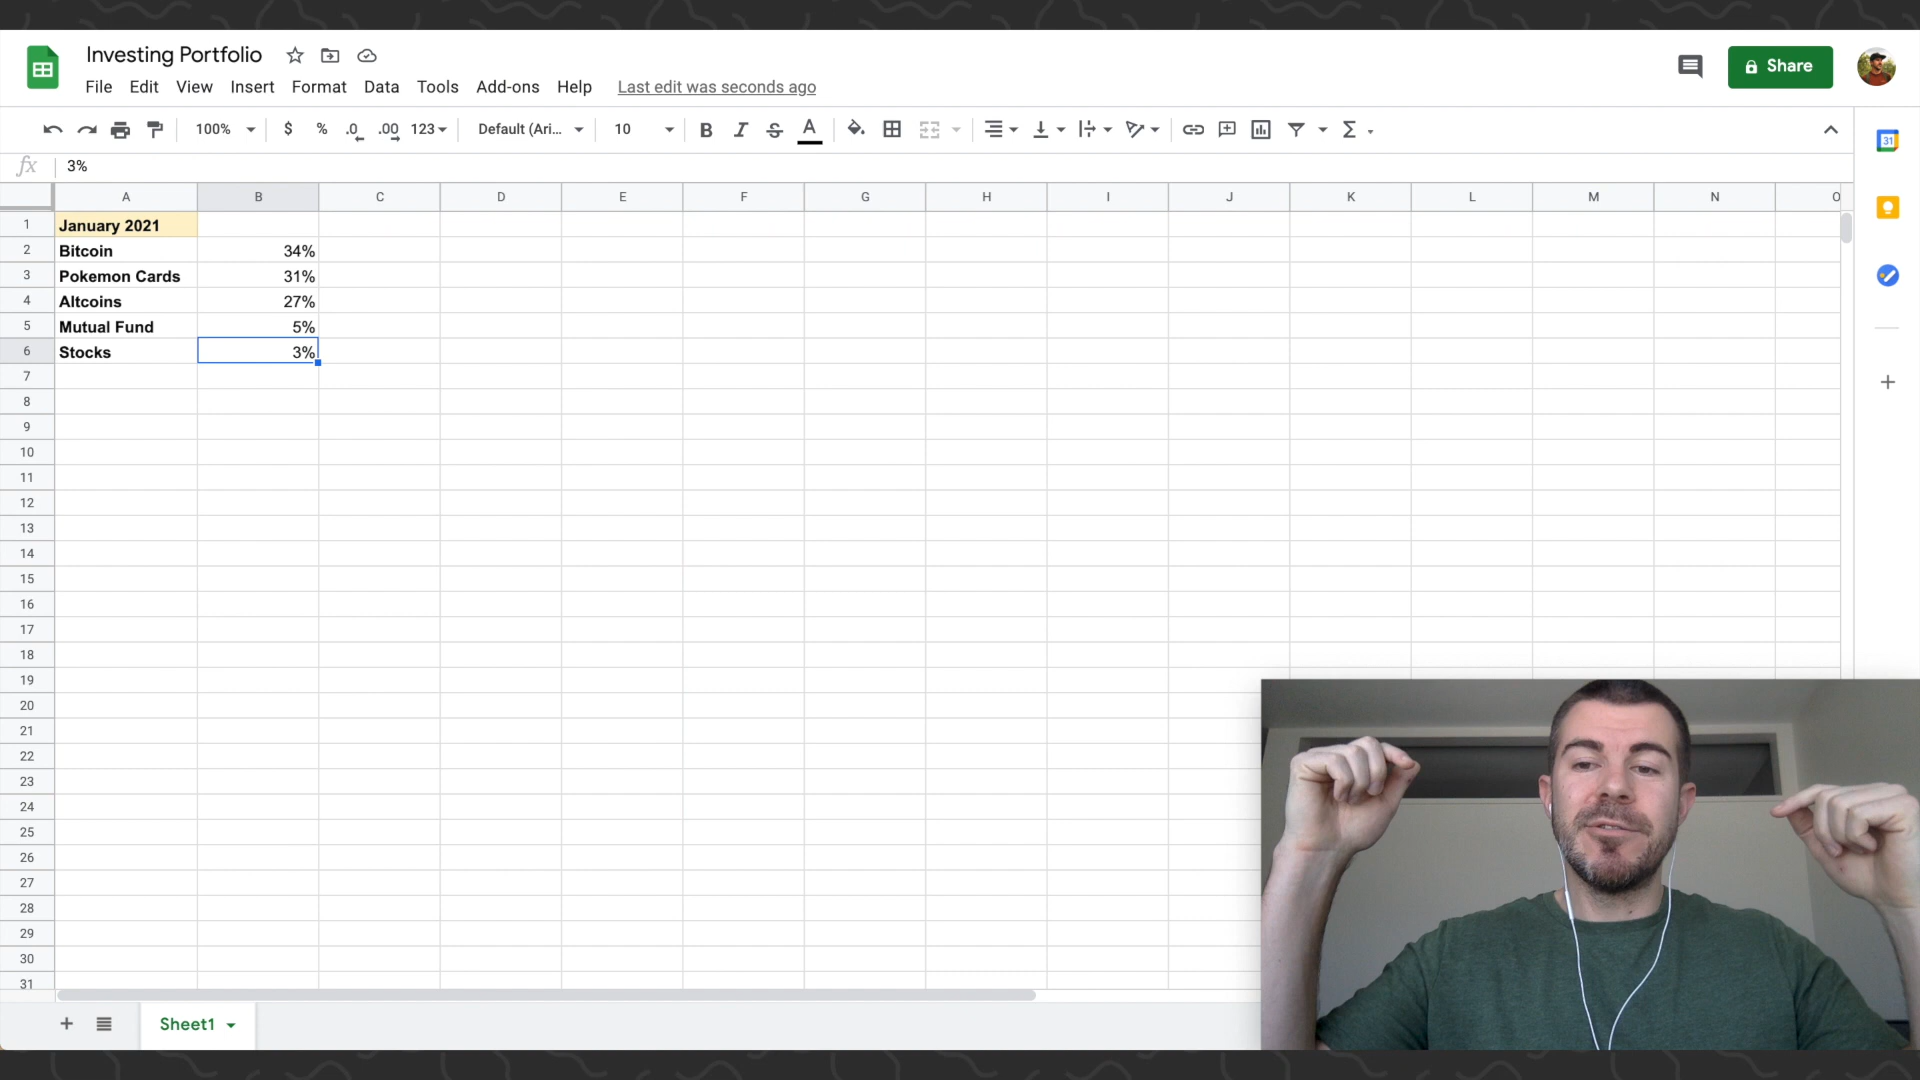 Investing Portfolio
File Edit View Insert Format Data Tools Add-ons Help Last edit was seconds ago
Share
100% $ % .0 .00 123 Default (Ari... 10 B I S A Σ
31
fx 3%
A B C D E F G H I J K L M N O
1 January 2021
2 Bitcoin 34%
3 Pokemon Cards 31%
4 Altcoins 27%
5 Mutual Fund 5%
6 Stocks 3%
7
8
9
10
11
12
13
14
15
16
17
18
19
20
21
22
23
24
25
26
27
28
29
30
31
Sheet1